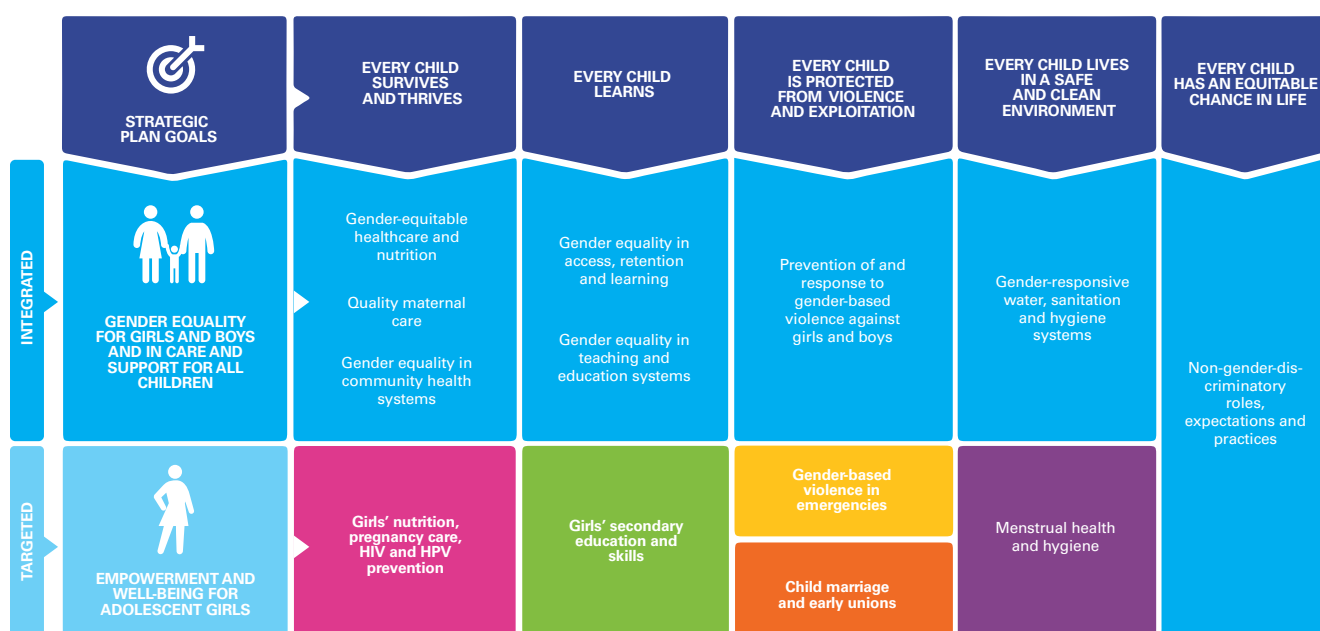 STRATEGIC
PLAN GOALS
EVERY CHILD
SURVIVES
AND THRIVES
EVERY CHILD
LEARNS
EVERY CHILD
IS PROTECTED
FROM VIOLENCE
AND EXPLOITATION
EVERY CHILD LIVES
IN A SAFE
AND CLEAN
ENVIRONMENT
EVERY CHILD
HAS AN EQUITABLE
CHANCE IN LIFE
INTEGRATED
GENDER EQUALITY
FOR GIRLS AND BOYS
AND IN CARE AND
SUPPORT FOR ALL
CHILDREN
Gender-equitable
healthcare and
nutrition
Quality maternal
care
Gender equality in
community health
systems
Gender equality in
access, retention
and learning
Gender equality in
teaching and
education systems
Prevention of and
response to
gender-based
violence against
girls and boys
Gender-responsive
water, sanitation
and hygiene
systems
Non-gender-dis-
criminatory
roles,
expectations and
practices
TARGETED
EMPOWERMENT AND
WELL-BEING FOR
ADOLESCENT GIRLS
Girls’ nutrition,
pregnancy care,
HIV and HPV
prevention
Girls’ secondary
education and
skills
Gender-based
violence in
emergencies
Child marriage
and early unions
Menstrual health
and hygiene